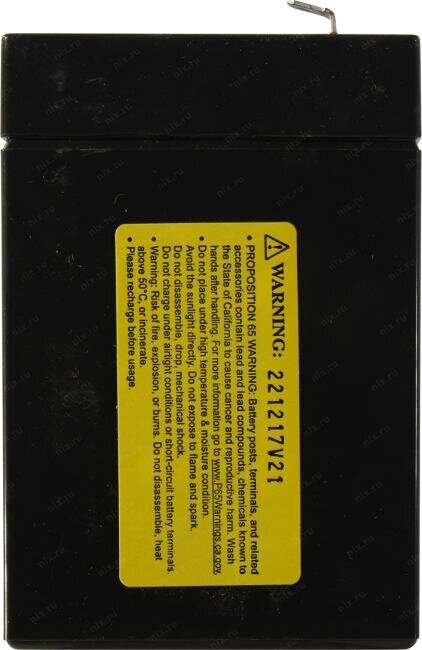 WARNING: 221217V21
• PROPOSITION 65 WARNING: Battery posts, terminals, and related
accessories contain lead and lead compounds, chemicals known to
the State of California to cause cancer and reproductive harm. Wash
hands after handling. For more information go to www.P65Warnings.ca.gov.
• Do not place under high temperature & moisture condition.
Avoid the sunlight directly. Do not expose to flame and spark.
Do not disassemble, drop, mechanical shock.
Do not charge under airtight conditions or short-circuit battery terminals.
• Warning: Risk of fire, explosion, or burns. Do not disassemble, heat
above 50°C, or incinerate.
• Please recharge before usage.
nix.ru